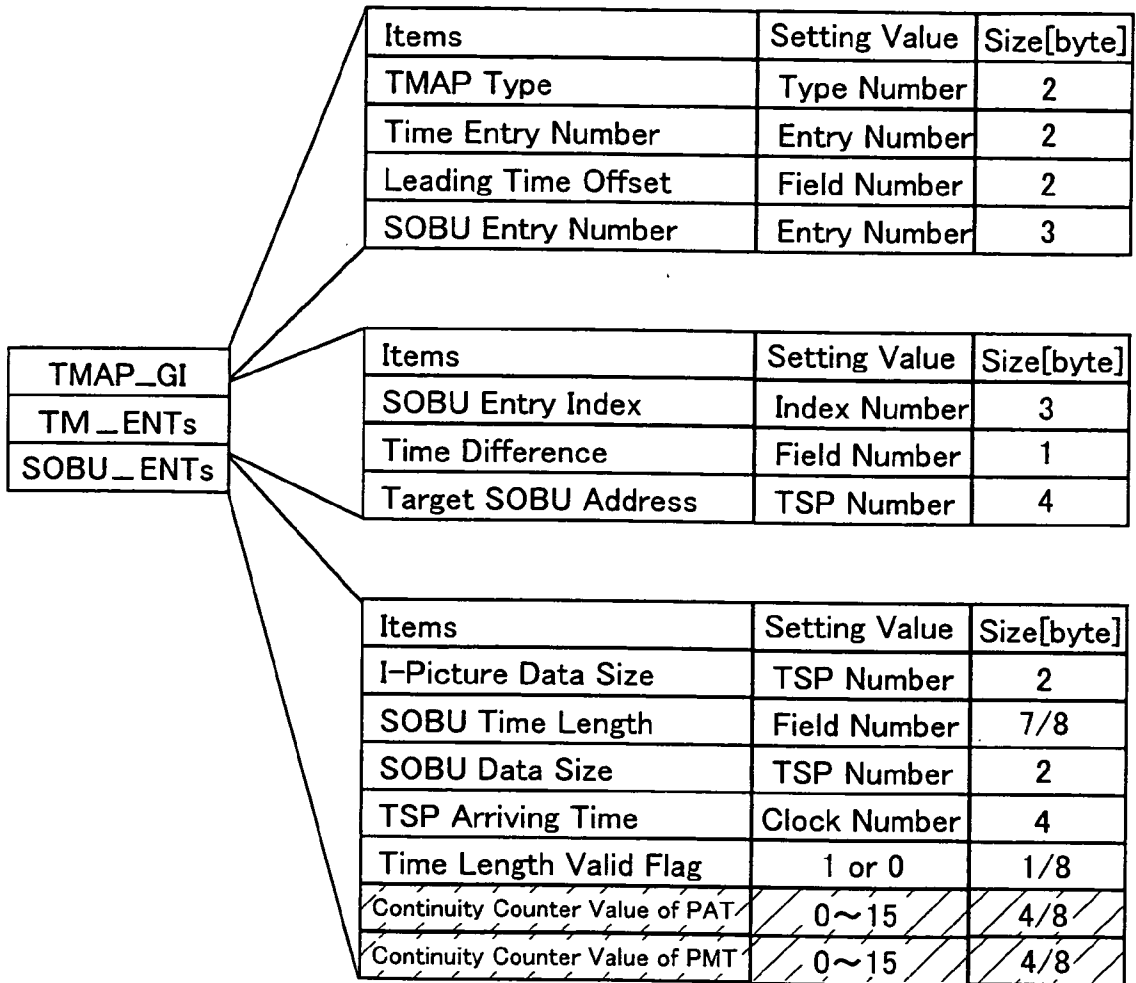 Items Setting Value Size[byte]
TMAP Type Type Number 2
Time Entry Number Entry Number 2
Leading Time Offset Field Number 2
SOBU Entry Number Entry Number 3
TMAP_GI
TM_ENTs
SOBU_ENTs
Items Setting Value Size[byte]
SOBU Entry Index Index Number 3
Time Difference Field Number 1
Target SOBU Address TSP Number 4
Items Setting Value Size[byte]
I-Picture Data Size TSP Number 2
SOBU Time Length Field Number 7/8
SOBU Data Size TSP Number 2
TSP Arriving Time Clock Number 4
Time Length Valid Flag 1 or 0 1/8
Continuity Counter Value of PAT 0~15 4/8
Continuity Counter Value of PMT 0~15 4/8